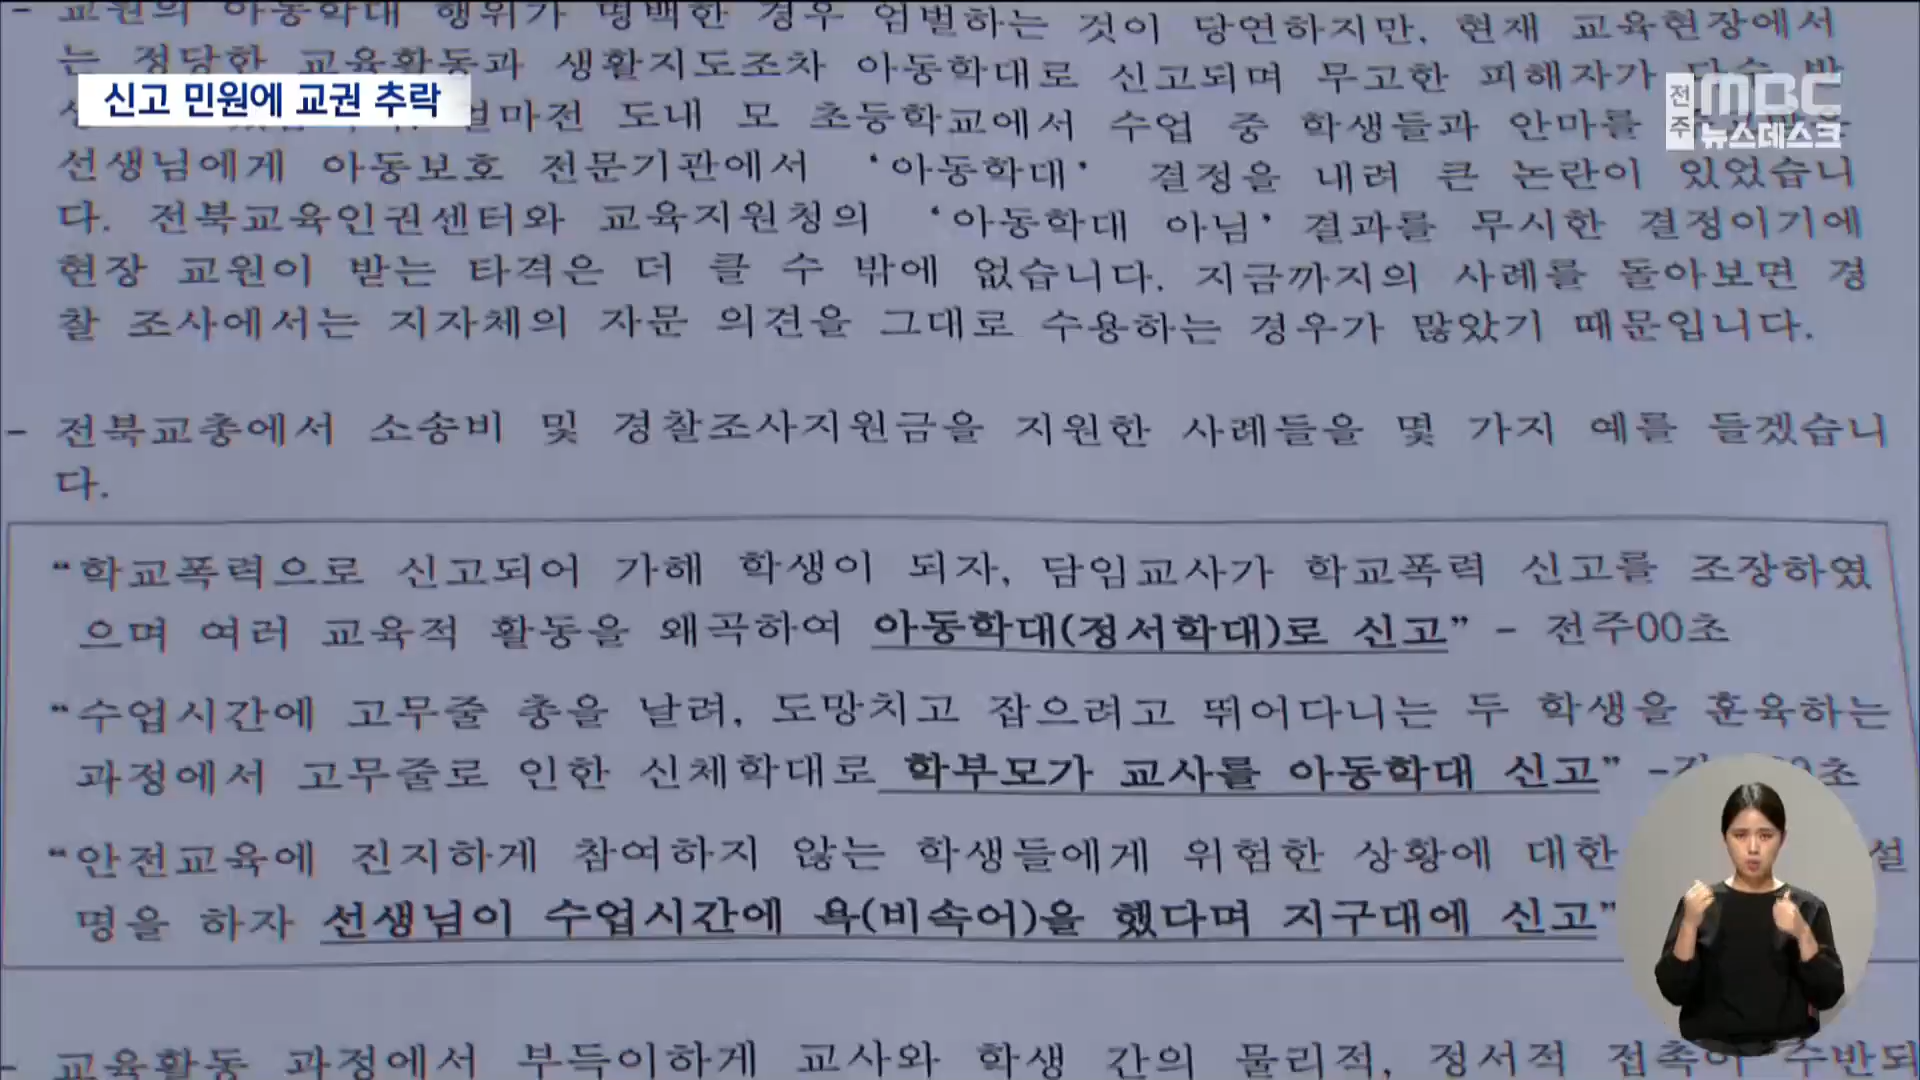 - 교원의 아동학대 행위가 명백한 경우 엄벌하는 것이 당연하지만, 현재 교육현장에서
는 정당한 교육활동과 생활지도조차 아동학대로 신고되며 무고한 피해자가
신고 민원에 교권 추락
얼마전 도내 모 초등학교에서 수업 중 학생들과 안마를
전주 MBC 뉴스데스크
선생님에게 아동보호 전문기관에서 ‘아동학대’ 결정을 내려 큰 논란이 있었습니
다. 전북교육인권센터와 교육지원청의 ‘아동학대 아님’ 결과를 무시한 결정이기에
현장 교원이 받는 타격은 더 클 수 밖에 없습니다. 지금까지의 사례를 돌아보면 경
찰 조사에서는 지자체의 자문 의견을 그대로 수용하는 경우가 많았기 때문입니다.
- 전북교총에서 소송비 및 경찰조사지원금을 지원한 사례들을 몇 가지 예를 들겠습니
다.
“학교폭력으로 신고되어 가해 학생이 되자, 담임교사가 학교폭력 신고를 조장하였
으며 여러 교육적 활동을 왜곡하여 아동학대(정서학대)로 신고” - 전주00초
“수업시간에 고무줄 총을 날려, 도망치고 잡으려고 뛰어다니는 두 학생을 훈육하는
과정에서 고무줄로 인한 신체학대로 학부모가 교사를 아동학대 신고” - 초
“안전교육에 진지하게 참여하지 않는 학생들에게 위험한 상황에 대한 설
명을 하자 선생님이 수업시간에 욕(비속어)을 했다며 지구대에 신고”
- 교육활동 과정에서 부득이하게 교사와 학생 간의 물리적, 정서적 접촉이 수반되